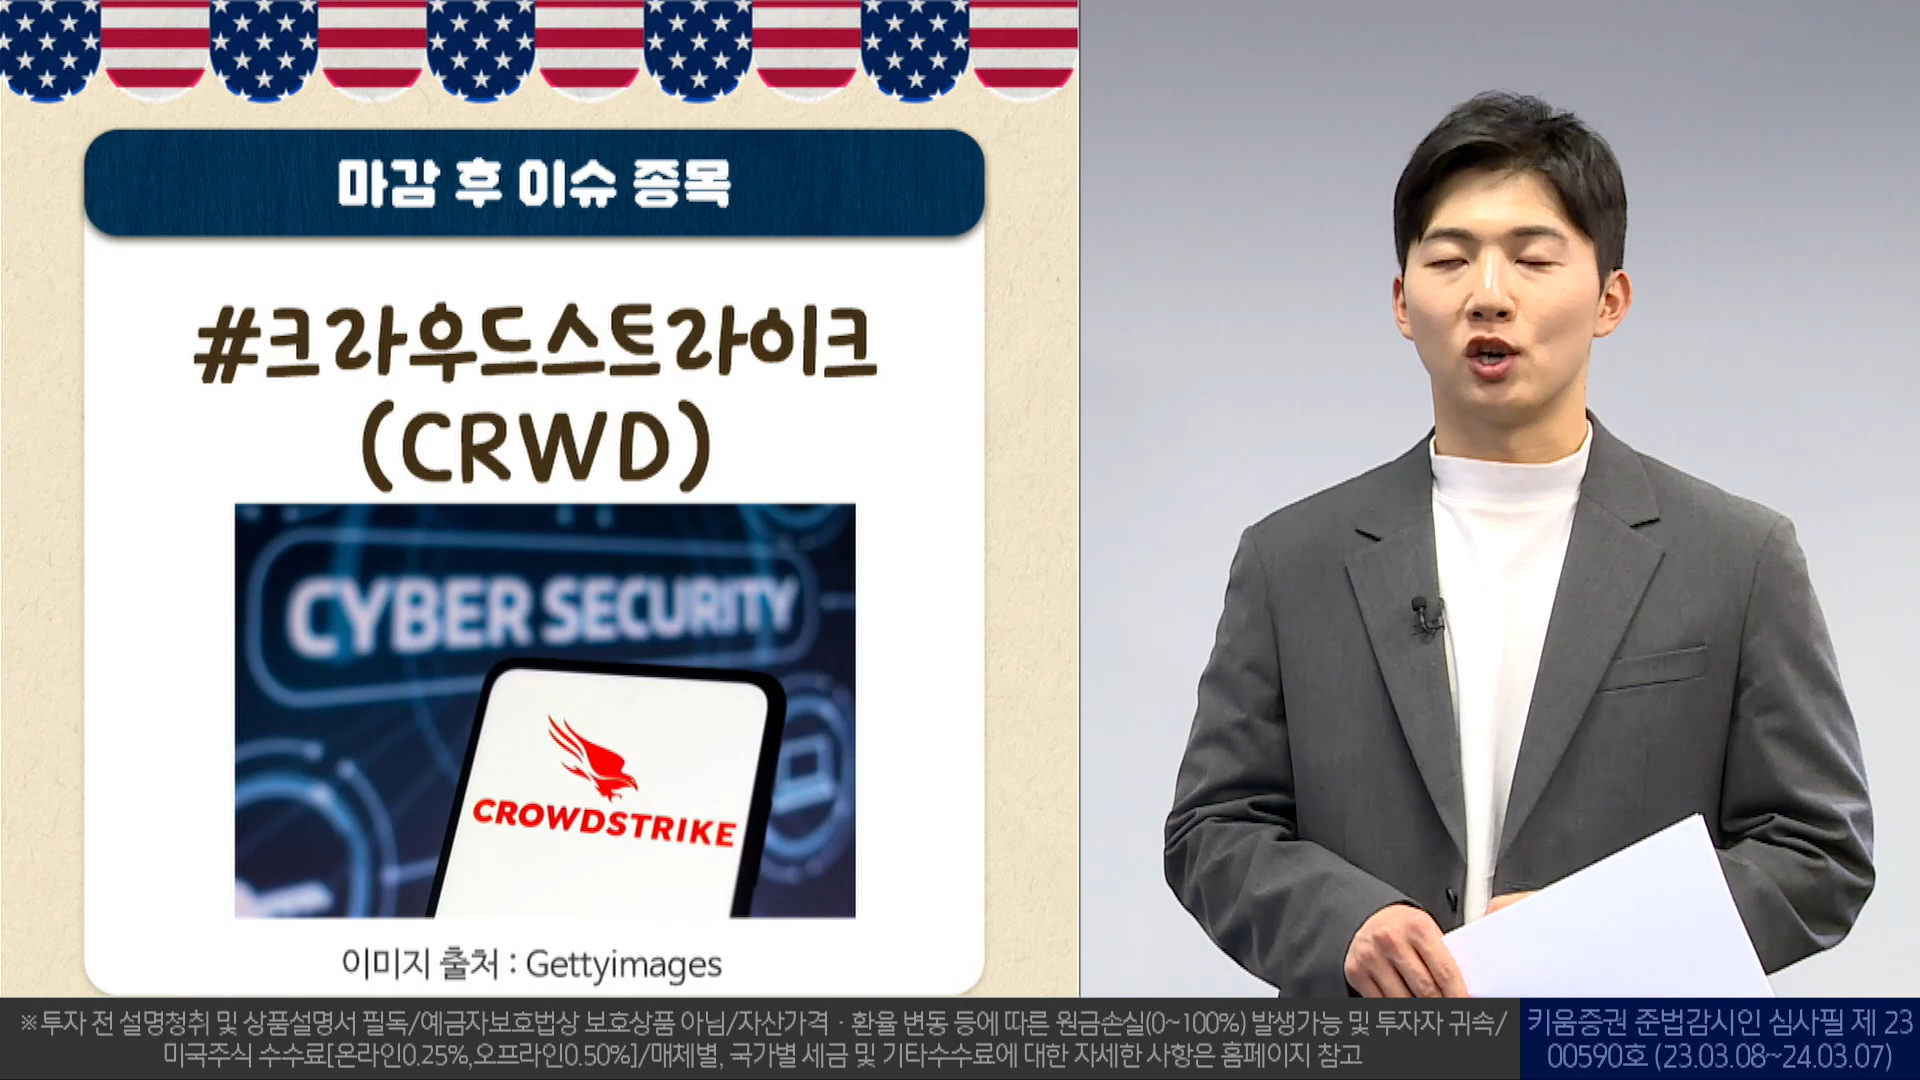 마감 후 이슈 종목
#크라우드스트라이크
(CRWD)
CYBER SECURITY
CROWDSTRIKE
이미지 출처 : Gettyimages
※투자 전 설명청취 및 상품설명서 필독/예금자보호법상 보호상품 아님/자산가격 · 환율 변동 등에 따른 원금손실(0~100%) 발생가능 및 투자자 귀속/
미국주식 수수료[온라인0.25%,오프라인0.50%]/매체별, 국가별 세금 및 기타수수료에 대한 자세한 사항은 홈페이지 참고
키움증권 준법감시인 심사필 제 23
00590호 (23.03.08~24.03.07)